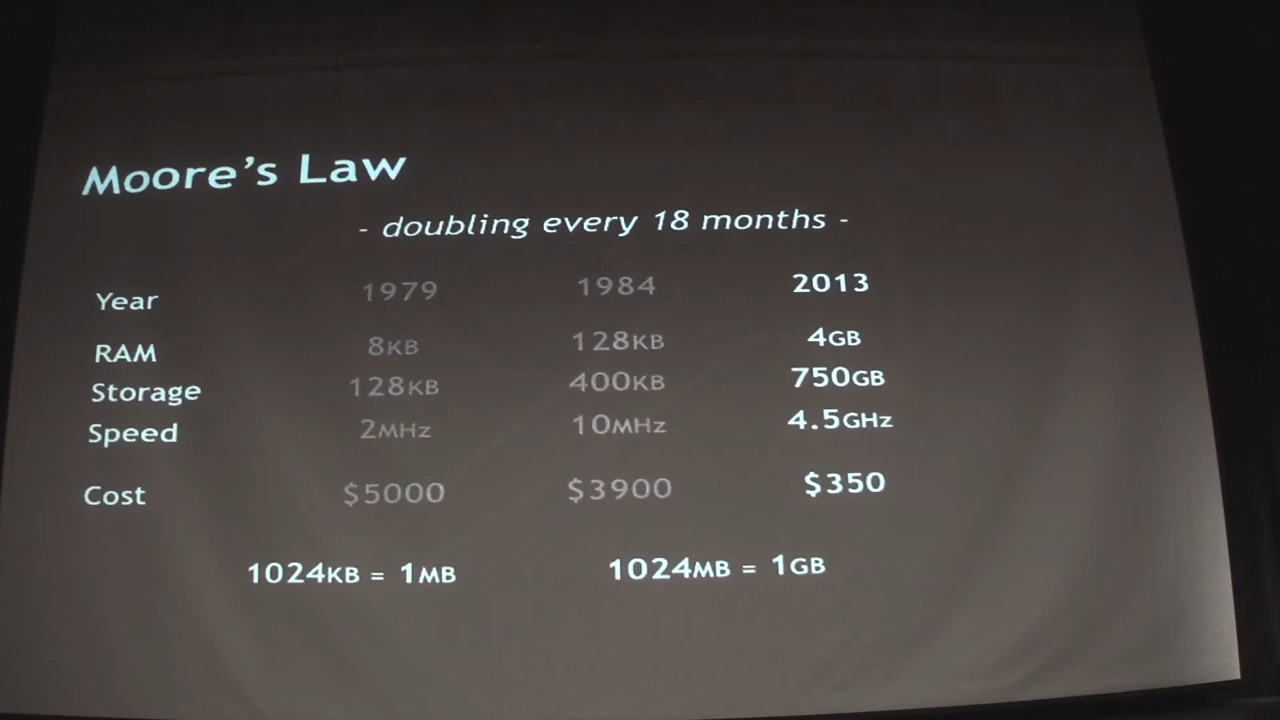 Moore's Law
- doubling every 18 months -
Year 1979 1984 2013
RAM 8KB 128KB 4GB
Storage 128KB 400KB 750GB
Speed 2MHz 10MHz 4.5GHz
Cost $5000 $3900 $350
1024KB = 1MB 1024MB = 1GB